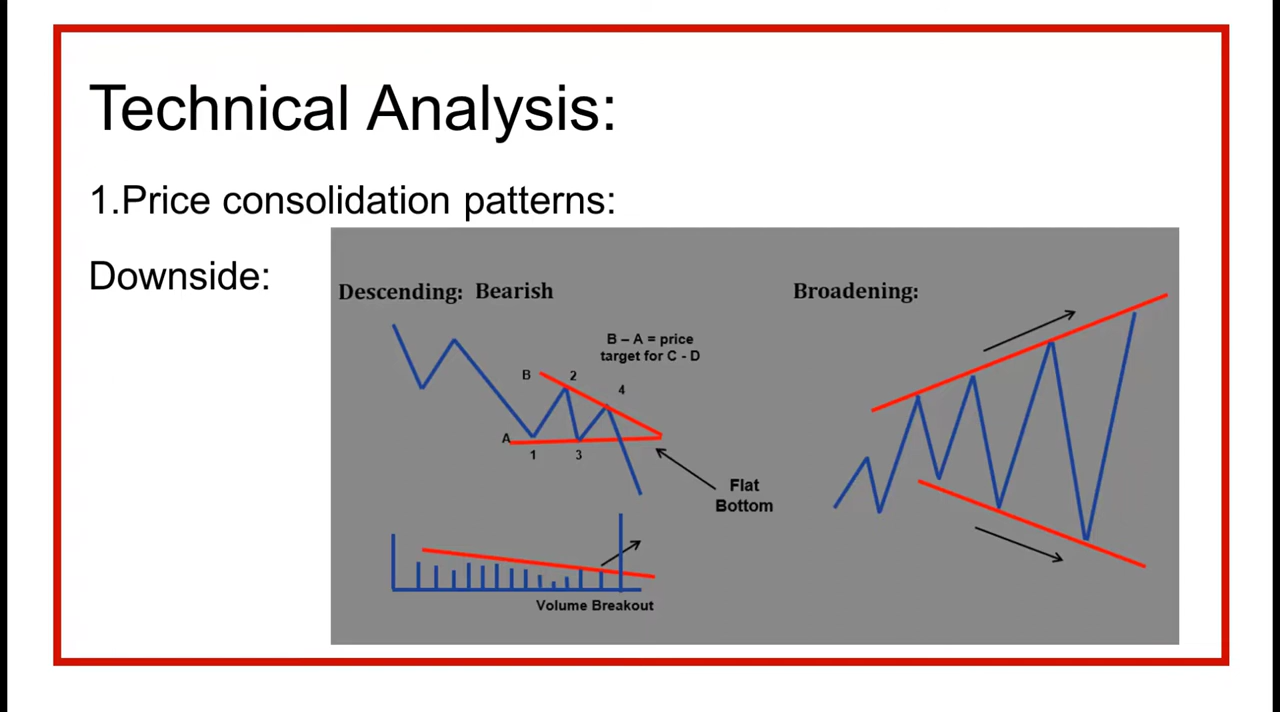 Technical Analysis:
1.Price consolidation patterns:
Downside:
Descending: Bearish
B – A = price
target for C - D
B
2
4
A
1
3
Flat
Bottom
Volume Breakout
Broadening: